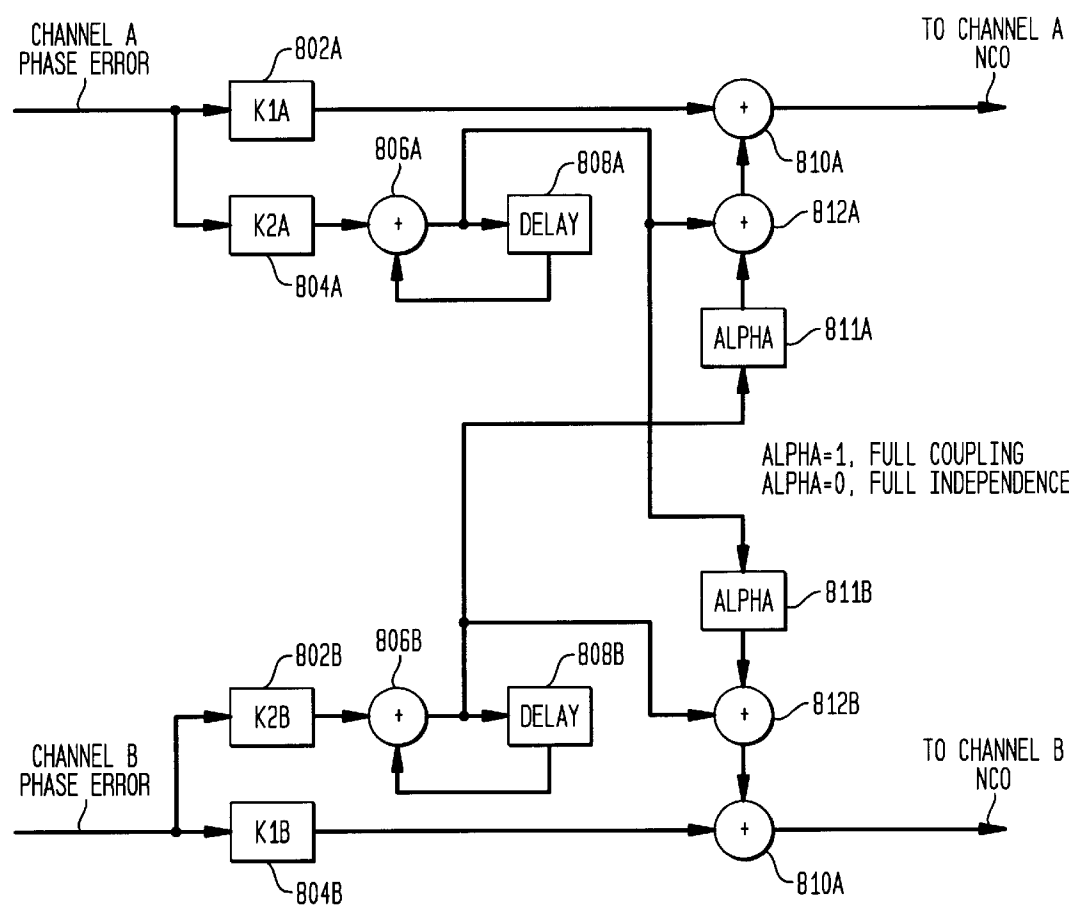 CHANNEL A
PHASE ERROR
802A
TO CHANNEL A
NCO
K1A
+
810A
806A
808A
K2A
+
DELAY
+
812A
804A
ALPHA
811A
ALPHA=1, FULL COUPLING
ALPHA=0, FULL INDEPENDENCE
ALPHA
811B
802B
806B
808B
K2B
+
DELAY
+
812B
CHANNEL B
PHASE ERROR
TO CHANNEL B
NCO
K1B
+
804B
810A